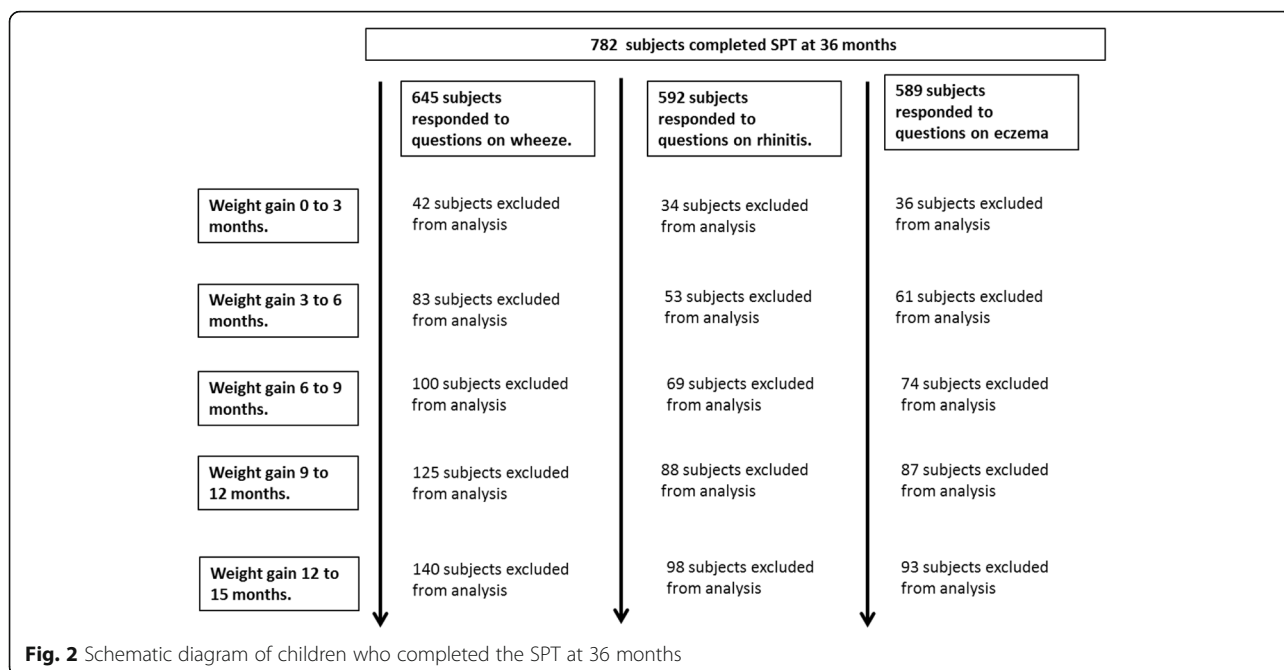 782 subjects completed SPT at 36 months
645 subjects
responded to
questions on wheeze.
592 subjects
responded to
questions on rhinitis.
589 subjects
responded to
questions on eczema
Weight gain 0 to 3
months.
42 subjects excluded
from analysis
34 subjects excluded
from analysis
36 subjects excluded
from analysis
Weight gain 3 to 6
months.
83 subjects excluded
from analysis
53 subjects excluded
from analysis
61 subjects excluded
from analysis
Weight gain 6 to 9
months.
100 subjects excluded
from analysis
69 subjects excluded
from analysis
74 subjects excluded
from analysis
Weight gain 9 to
12 months.
125 subjects excluded
from analysis
88 subjects excluded
from analysis
87 subjects excluded
from analysis
Weight gain 12 to
15 months.
140 subjects excluded
from analysis
98 subjects excluded
from analysis
93 subjects excluded
from analysis
Fig. 2 Schematic diagram of children who completed the SPT at 36 months